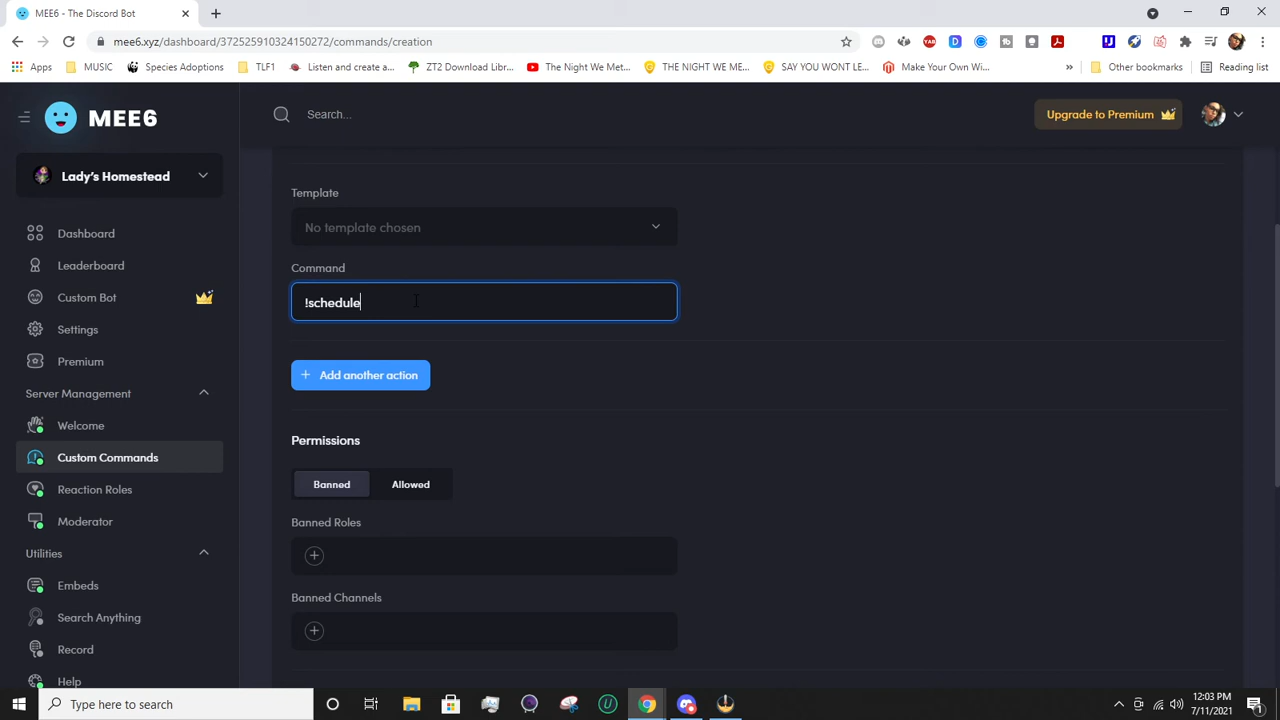 MEE6 - The Discord Bot
mee6.xyz/dashboard/372525910324150272/commands/creation
Apps
MUSIC
Species Adoptions
TLF1
Listen and create a...
ZT2 Download Libr...
The Night We Met...
THE NIGHT WE ME...
SAY YOU WONT LE...
Make Your Own Wi...
»
Other bookmarks
Reading list
MEE6
Search...
Upgrade to Premium
Lady's Homestead
Dashboard
Leaderboard
Custom Bot
Settings
Premium
Server Management
Welcome
Custom Commands
Reaction Roles
Moderator
Utilities
Embeds
Search Anything
Record
Help
Template
No template chosen
Command
!schedule
+ Add another action
Permissions
Banned Allowed
Banned Roles
Banned Channels
Type here to search
12:03 PM
7/11/2021